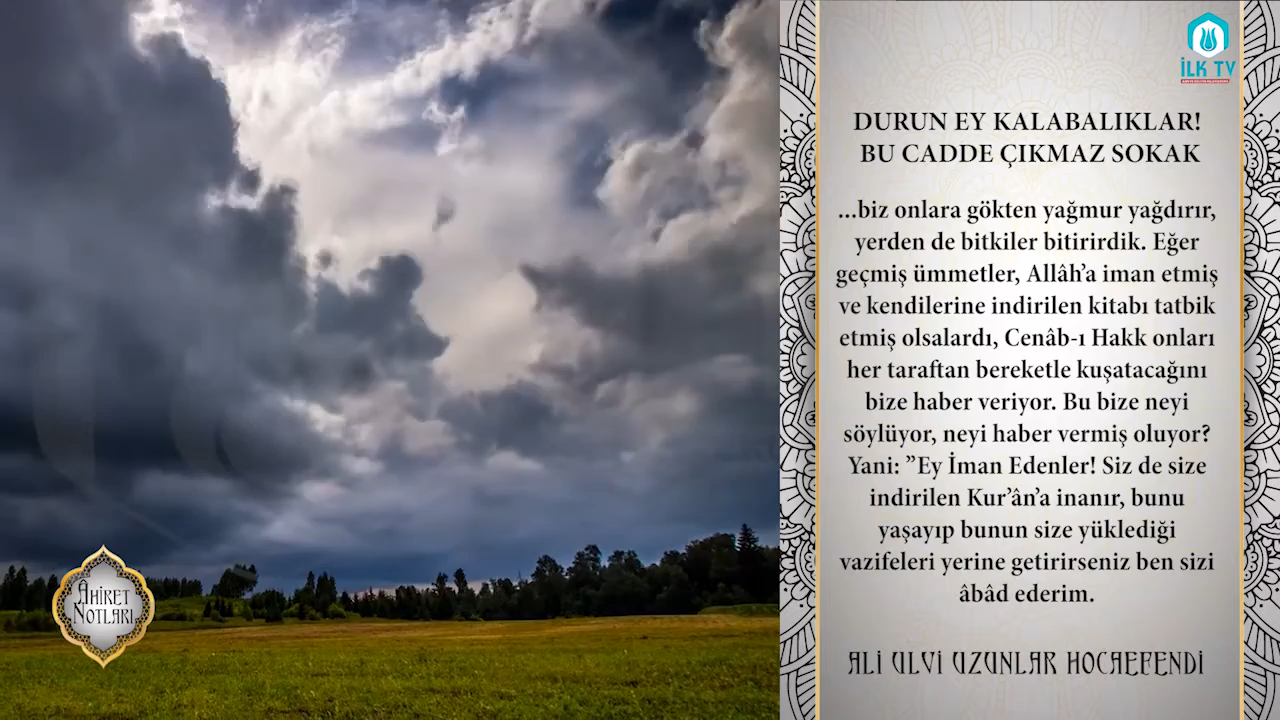 İLK TV
DURUN EY KALABALIKLAR!
BU CADDE ÇIKMAZ SOKAK
...biz onlara gökten yağmur yağdırır,
yerden de bitkiler bitirirdik. Eğer
geçmiş ümmetler, Allâh’a iman etmiş
ve kendilerine indirilen kitabı tatbik
etmiş olsalardı, Cenâb-ı Hakk onları
her taraftan bereketle kuşatacağını
bize haber veriyor. Bu bize neyi
söylüyor, neyi haber vermiş oluyor?
Yani: ”Ey İman Edenler! Siz de size
indirilen Kur’ân’a inanır, bunu
yaşayıp bunun size yüklediği
vazifeleri yerine getirirseniz ben sizi
âbâd ederim.
ALİ ULVİ UZUNLAR HOCAEFENDİ
AHİRET
NOTLARI